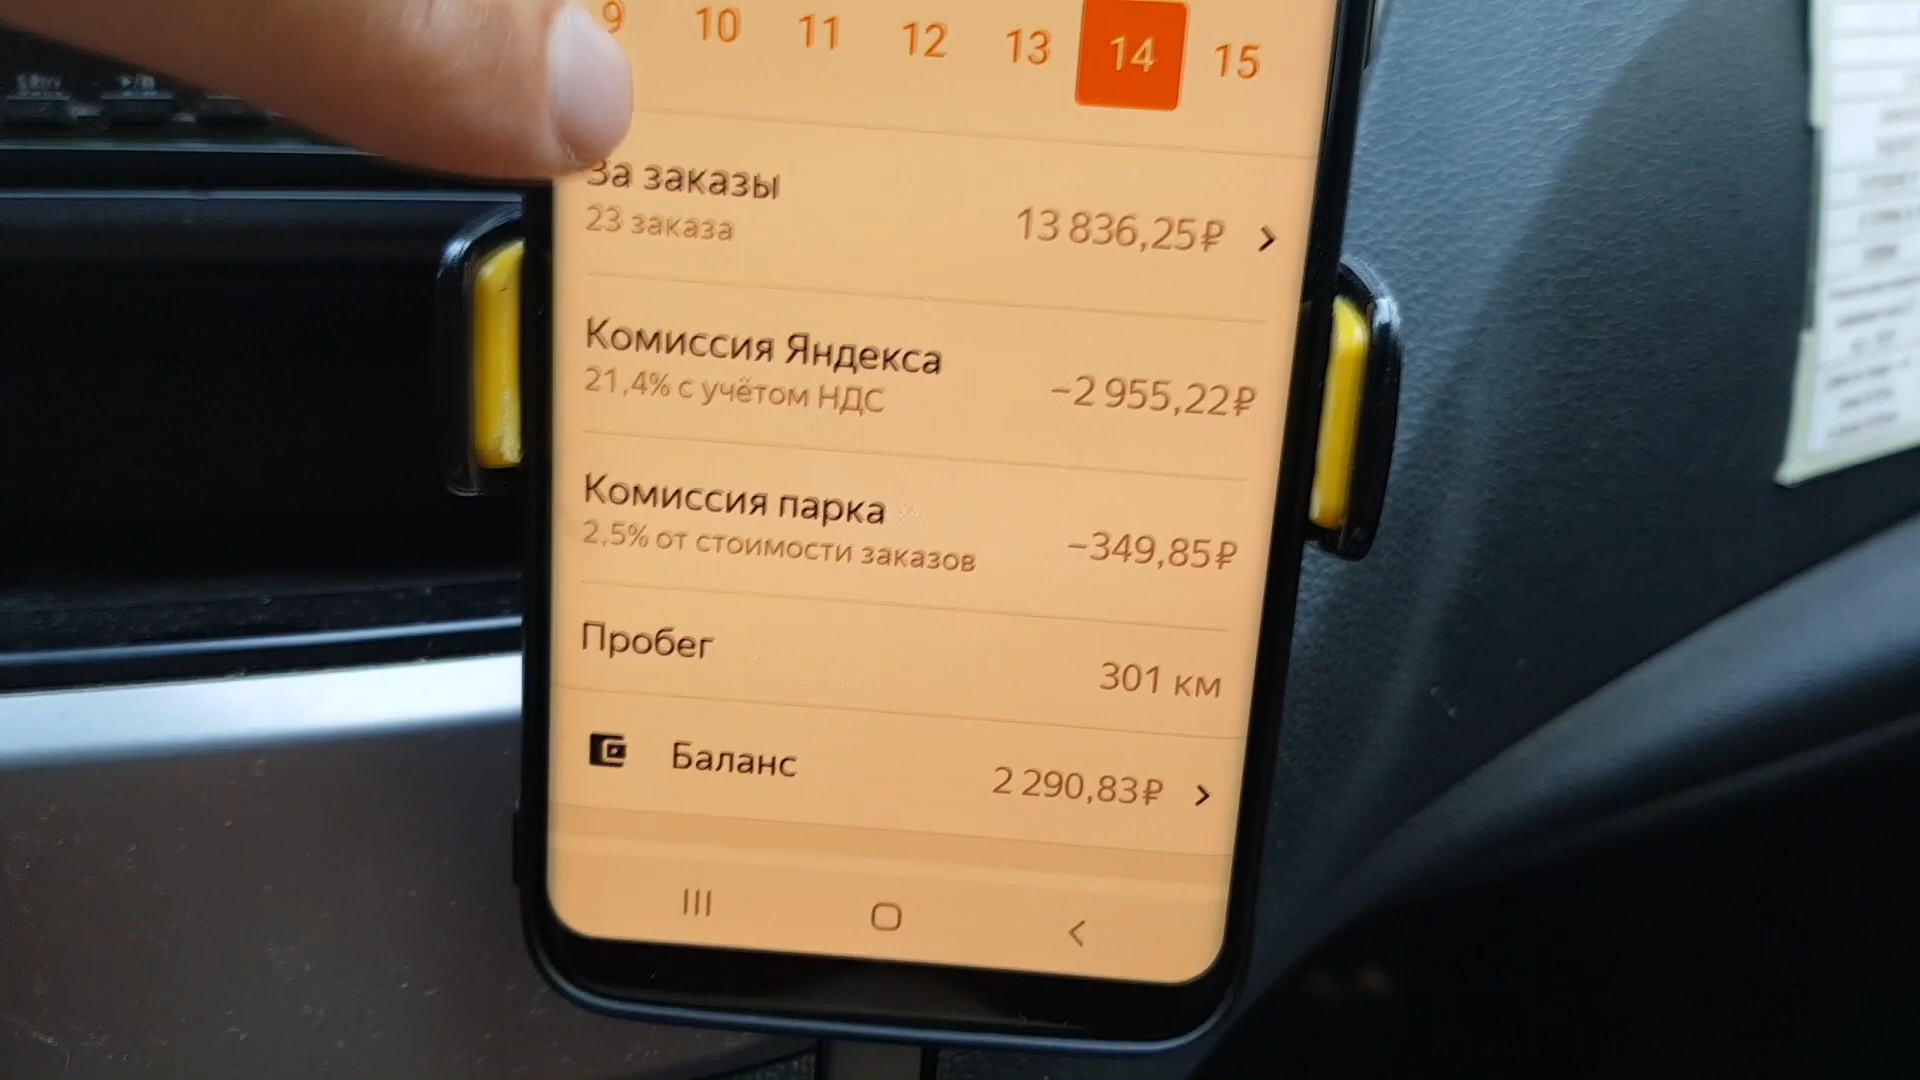 9 10 11 12 13 14 15
За заказы
23 заказа
13 836,25₽
Комиссия Яндекса
21,4% с учётом НДС
−2 955,22₽
Комиссия парка
2,5% от стоимости заказов
−349,85₽
Пробег
301 км
Баланс
2 290,83₽